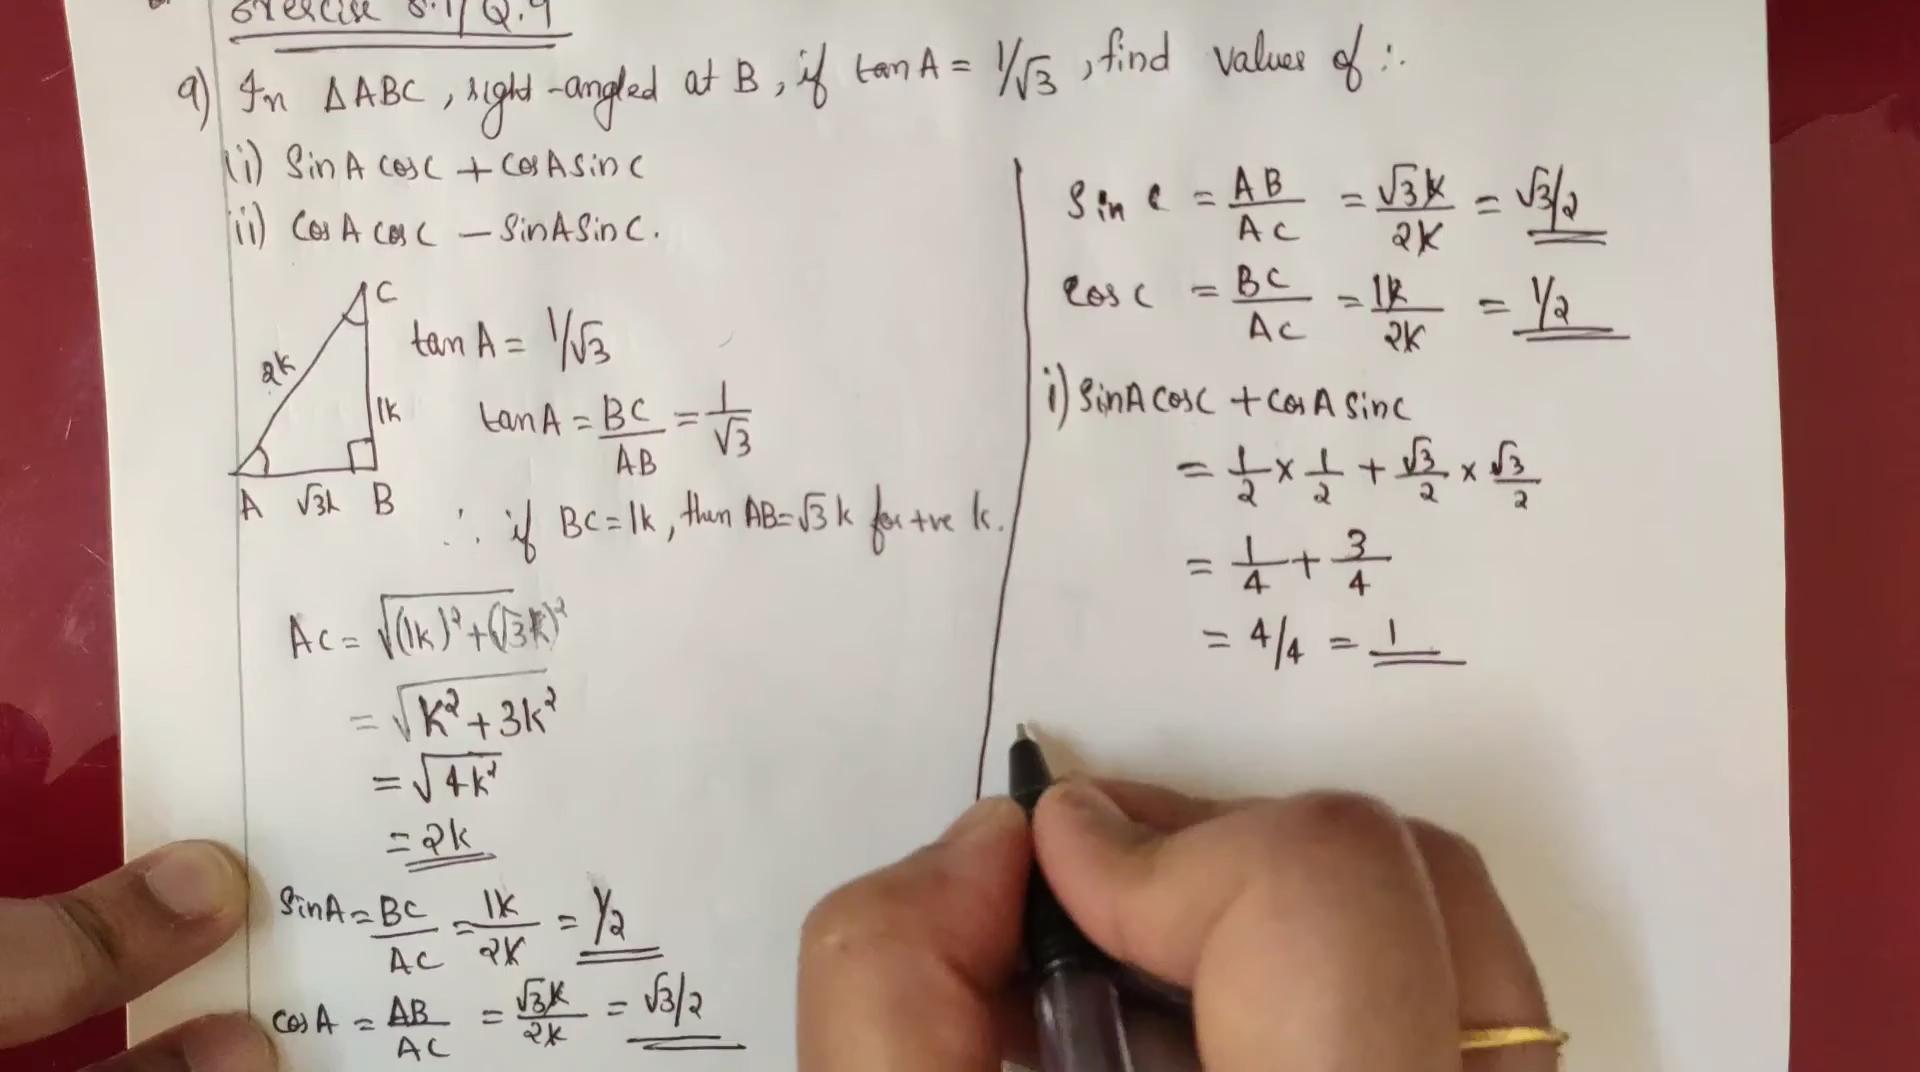 Exercise 8.1/ Q.9
9) In ΔABC, right-angled at B, if tan A = 1/√3, find values of :-
(i) Sin A cos C + cos A sin C
(ii) Cos A cos C — Sin A Sin C.
C
2k
1k
A √3k B
tan A = 1/√3
tan A = BC/AB = 1/√3
∴ if BC = 1k, then AB = √3 k for +ve k.
AC = √(1k)² + (√3k)²
= √K² + 3k²
= √4k²
= 2k
Sin A = BC/AC = 1k/2k = 1/2
cos A = AB/AC = √3k/2k = √3/2
Sin C = AB/AC = √3k/2k = √3/2
Cos C = BC/AC = 1k/2k = 1/2
i) Sin A cos C + cos A sin C
= 1/2 × 1/2 + √3/2 × √3/2
= 1/4 + 3/4
= 4/4 = 1